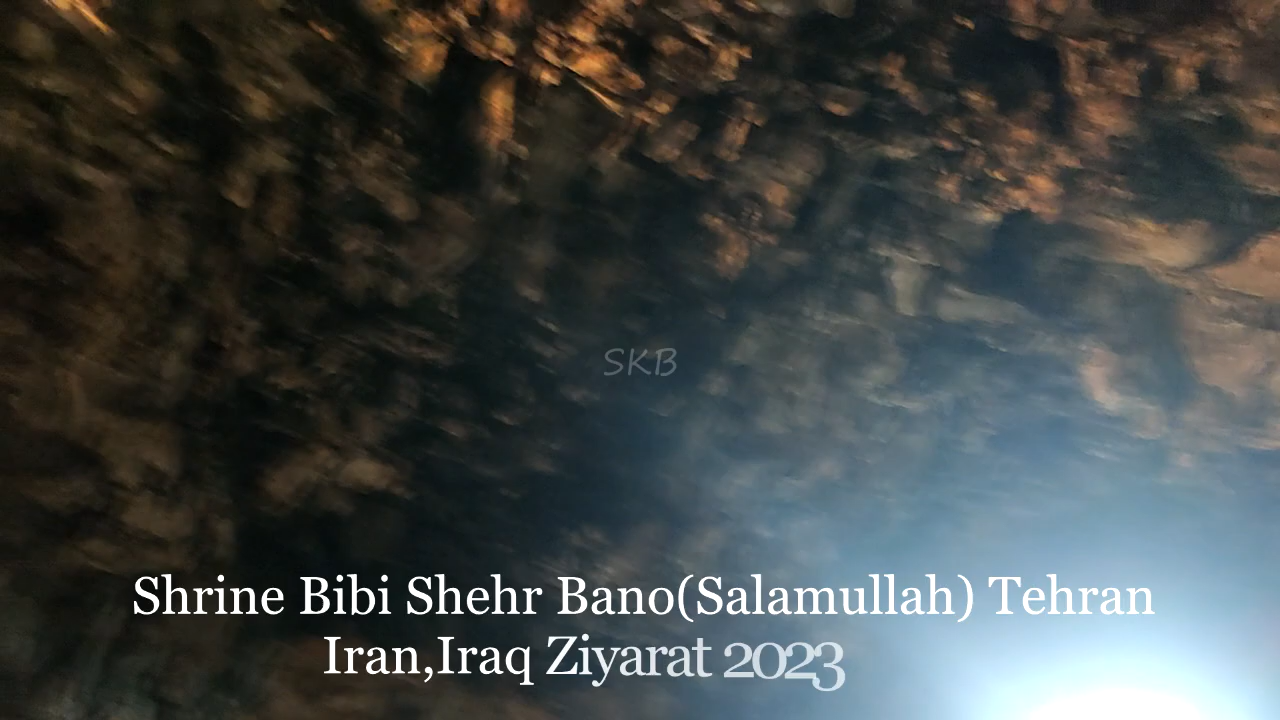 SKB
Shrine Bibi Shehr Bano(Salamullah) Tehran
Iran,Iraq Ziyarat 2023